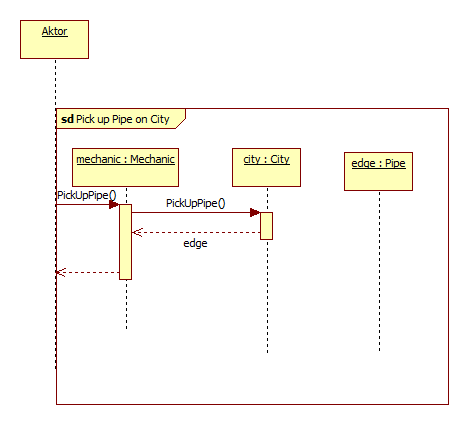 Aktor
sd Pick up Pipe on City
mechanic : Mechanic
city : City
edge : Pipe
PickUpPipe()
PickUpPipe()
edge